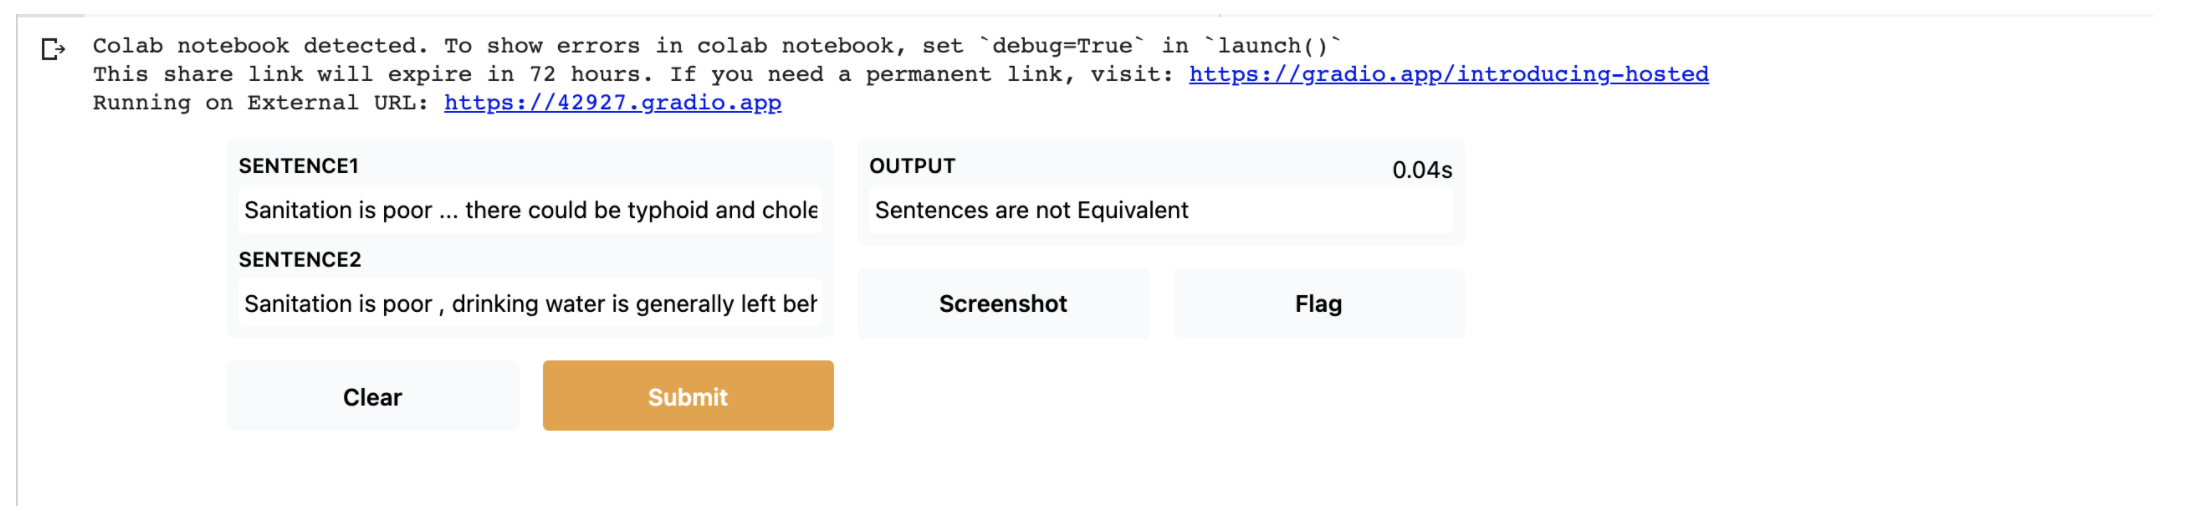 Colab notebook detected. To show errors in colab notebook, set `debug=True` in `launch()`
This share link will expire in 72 hours. If you need a permanent link, visit: https://gradio.app/introducing-hosted
Running on External URL: https://42927.gradio.app
SENTENCE1
Sanitation is poor ... there could be typhoid and chole
SENTENCE2
Sanitation is poor , drinking water is generally left beh
Clear
Submit
OUTPUT
0.04s
Sentences are not Equivalent
Screenshot
Flag